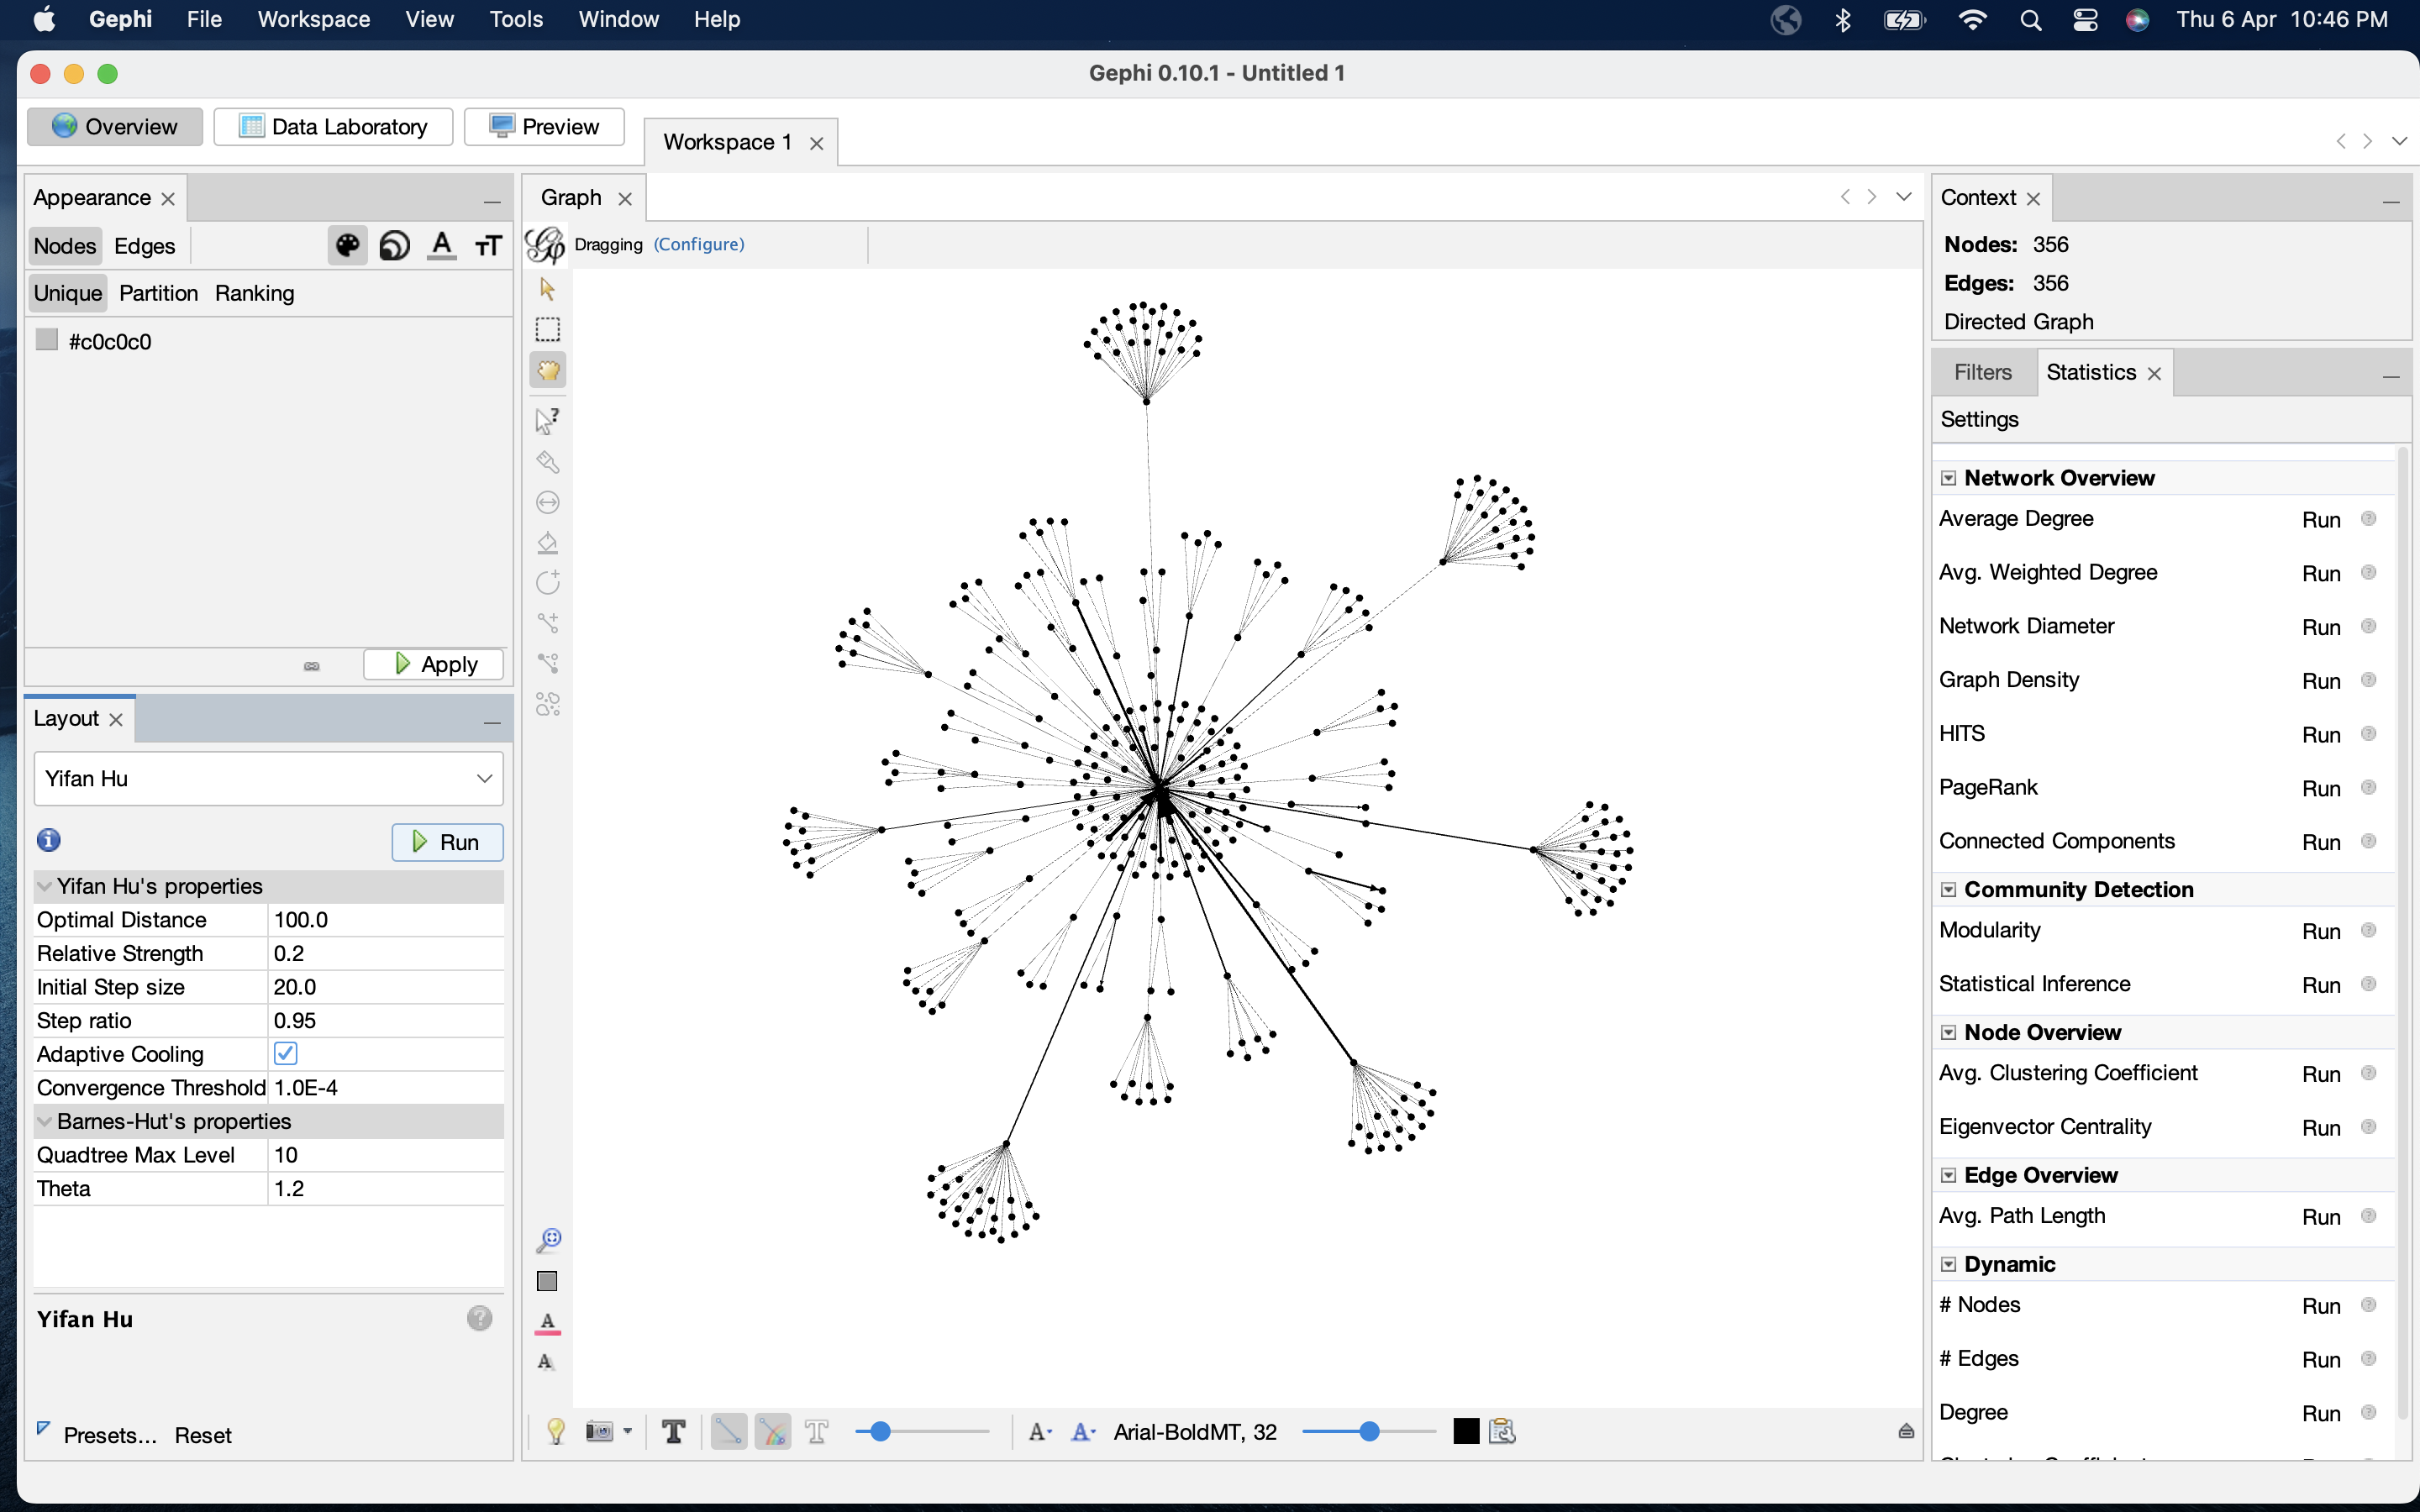 Gephi File Workspace View Tools Window Help Thu 6 Apr 10:46 PM
Gephi 0.10.1 - Untitled 1
Overview Data Laboratory Preview Workspace 1
Appearance
Nodes Edges
Unique Partition Ranking
#c0c0c0
Apply
Layout
Yifan Hu
Run
Yifan Hu's properties
Optimal Distance 100.0
Relative Strength 0.2
Initial Step size 20.0
Step ratio 0.95
Adaptive Cooling
Convergence Threshold 1.0E-4
Barnes-Hut's properties
Quadtree Max Level 10
Theta 1.2
Yifan Hu
Presets... Reset
Graph
Dragging (Configure)
Arial-BoldMT, 32
Context
Nodes: 356
Edges: 356
Directed Graph
Filters Statistics
Settings
Network Overview
Average Degree Run
Avg. Weighted Degree Run
Network Diameter Run
Graph Density Run
HITS Run
PageRank Run
Connected Components Run
Community Detection
Modularity Run
Statistical Inference Run
Node Overview
Avg. Clustering Coefficient Run
Eigenvector Centrality Run
Edge Overview
Avg. Path Length Run
Dynamic
# Nodes Run
# Edges Run
Degree Run